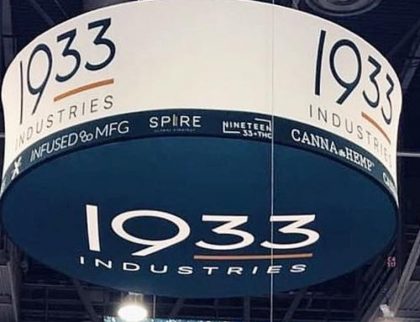 1933
INDUSTRIES
1933
INDUSTRIES
INFUSED MFG
SPIRE
NINETEEN
33+THC
CANNA HEMP
1933
INDUSTRIES